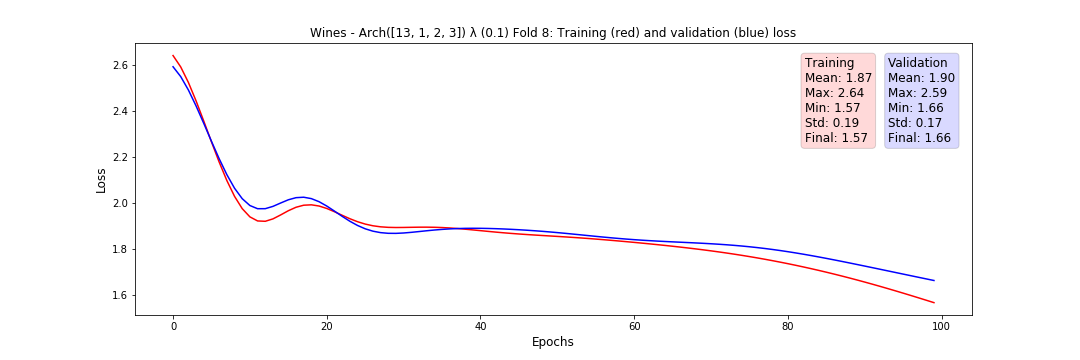 Wines - Arch([13, 1, 2, 3]) λ (0.1) Fold 8: Training (red) and validation (blue) loss
Training
Mean: 1.87
Max: 2.64
Min: 1.57
Std: 0.19
Final: 1.57
Validation
Mean: 1.90
Max: 2.59
Min: 1.66
Std: 0.17
Final: 1.66
Loss
2.6
2.4
2.2
2.0
1.8
1.6
0 20 40 60 80 100
Epochs